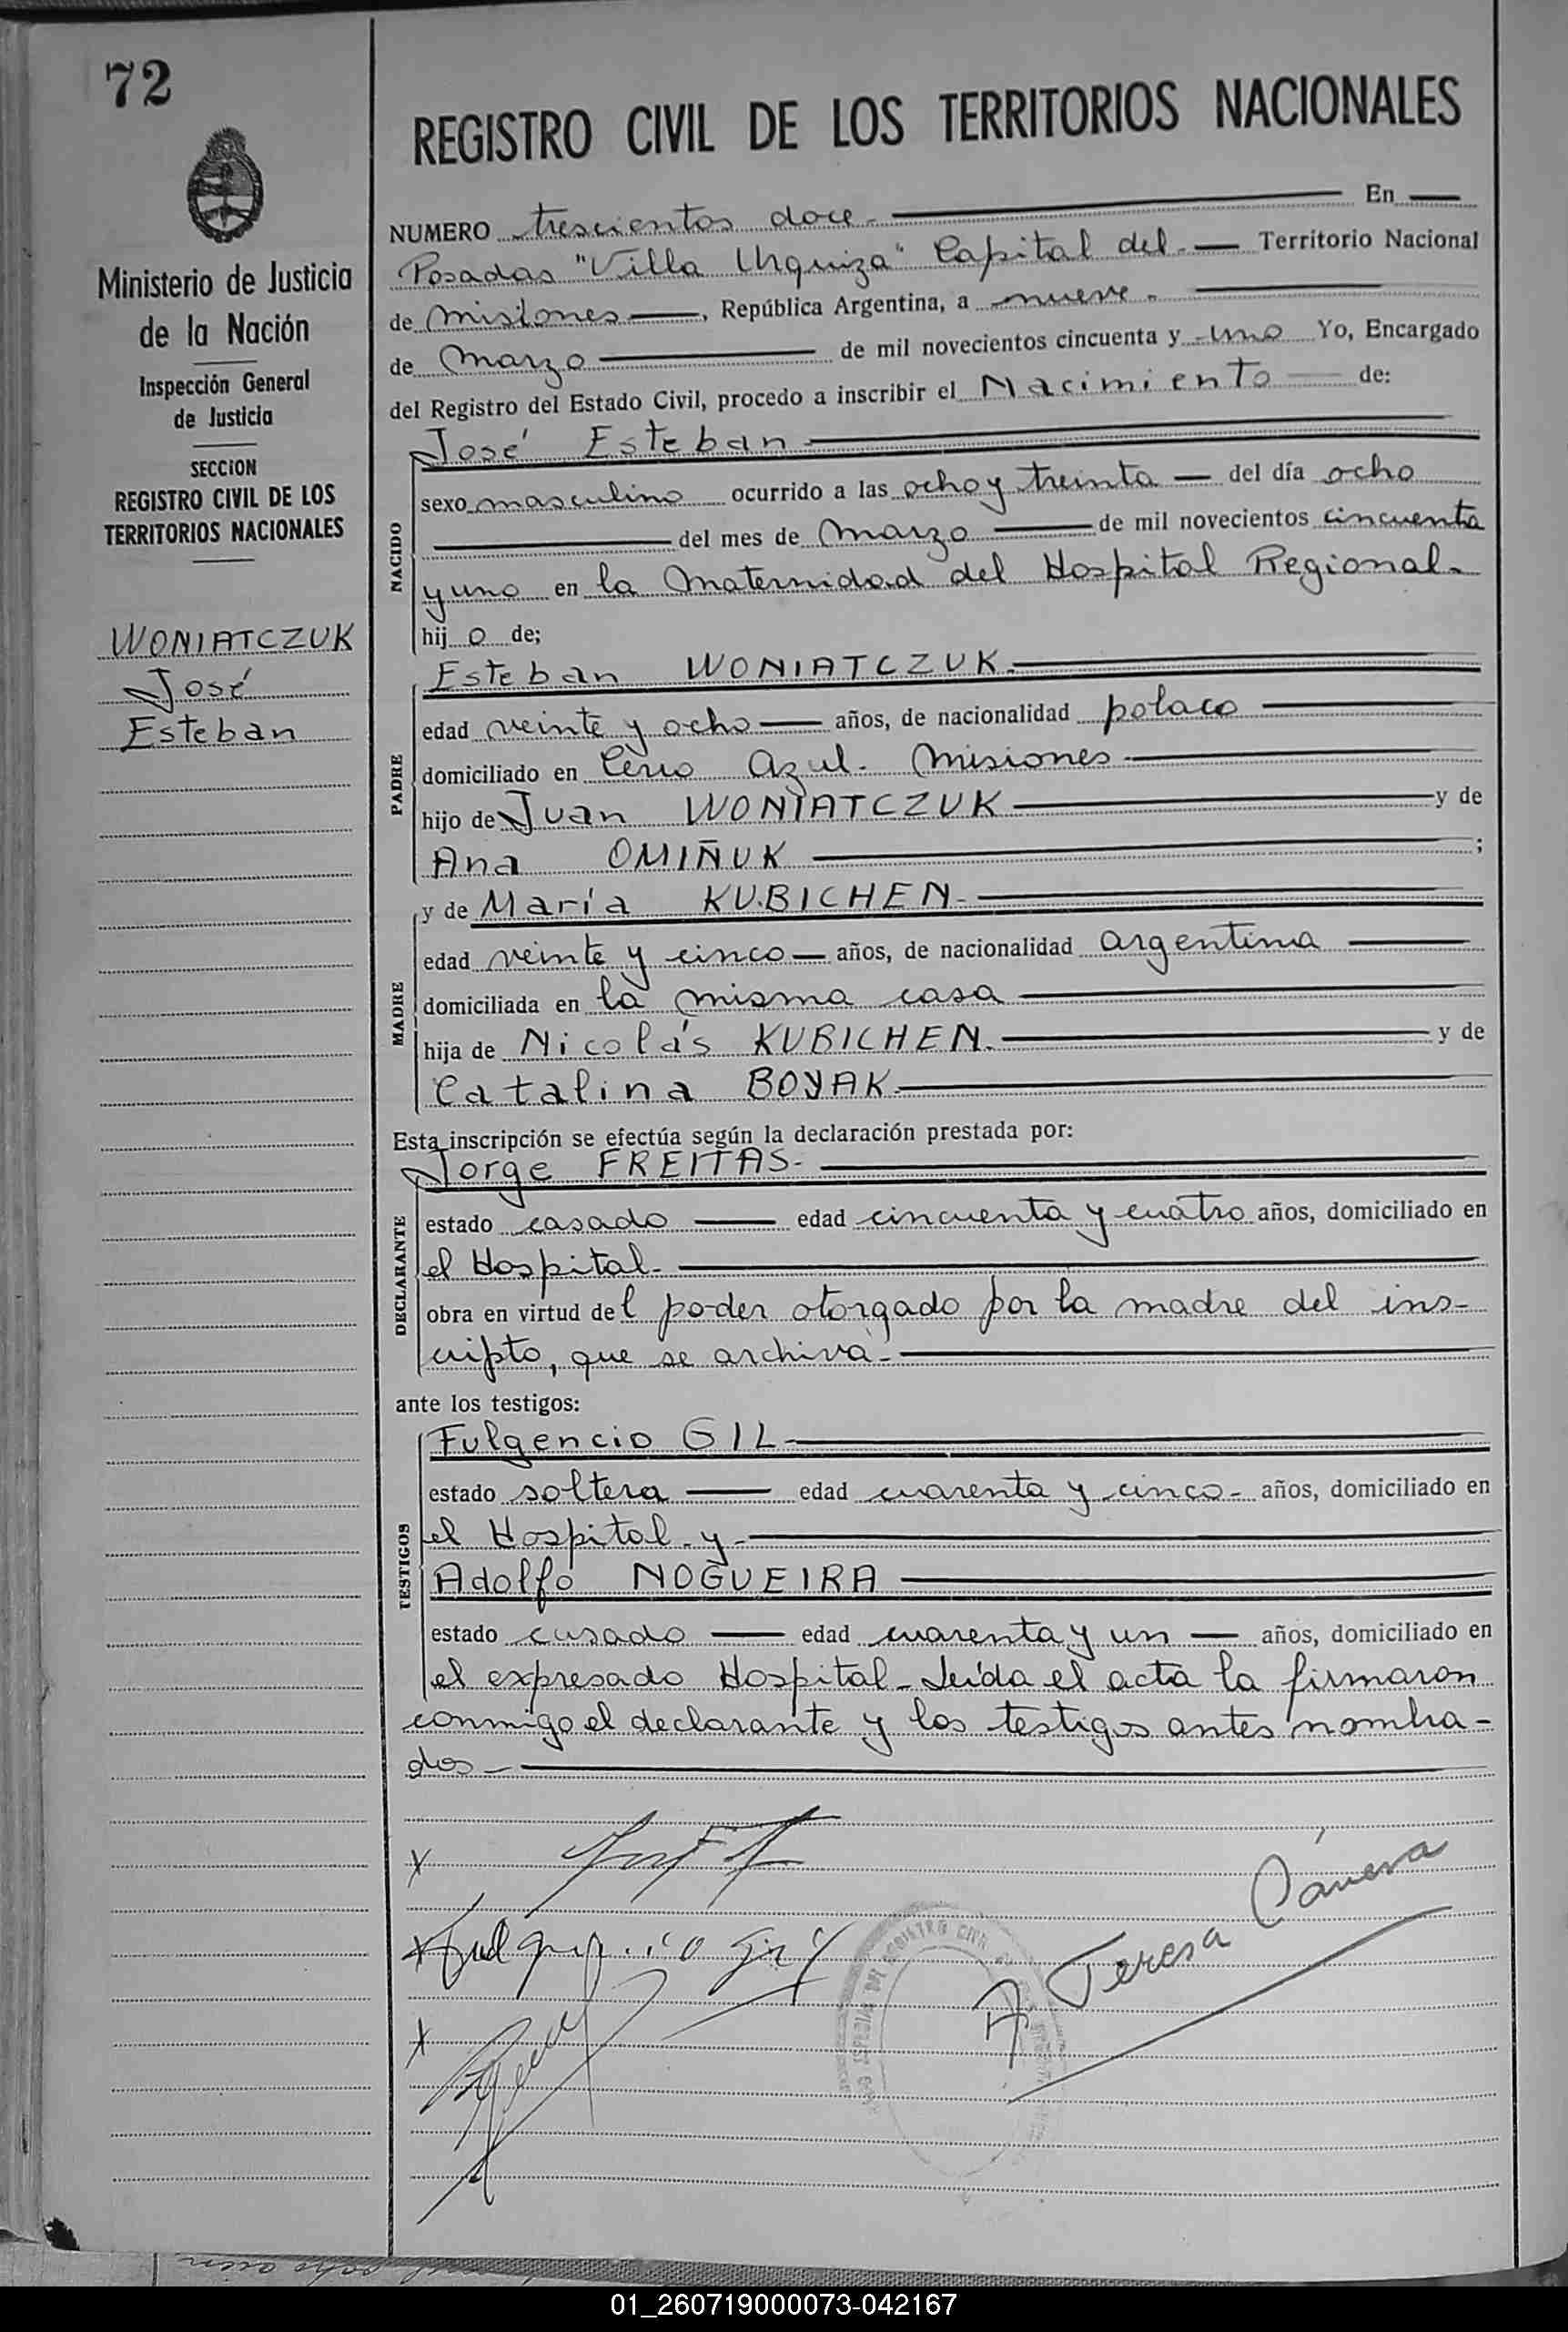 72
REGISTRO CIVIL DE LOS TERRITORIOS NACIONALES
Ministerio de Justicia
de la Nación
Inspección General
de Justicia
SECCION
REGISTRO CIVIL DE LOS
TERRITORIOS NACIONALES
WONIATCZUK
José
Esteban
NUMERO trescientos doce. En
Posadas "Villa Urquiza" Capital del Territorio Nacional
de Misiones, República Argentina, a nueve.
de Marzo de mil novecientos cincuenta y uno Yo, Encargado
del Registro del Estado Civil, procedo a inscribir el Nacimiento de:
José Esteban
NACIDO
sexo masculino ocurrido a las ocho y treinta del día ocho
del mes de Marzo de mil novecientos cincuenta
y uno en la Maternidad del Hospital Regional.
hijo de;
Esteban WONIATCZUK.
PADRE
edad veinte y ocho años, de nacionalidad polaco
domiciliado en Cerro Azul. Misiones
hijo de Juan WONIATCZUK y de
Ana OMIÑUK ;
y de María KUBICHEN.
MADRE
edad veinte y cinco años, de nacionalidad argentina
domiciliada en la misma casa
hija de Nicolás KUBICHEN. y de
Catalina BOYAK
Esta inscripción se efectúa según la declaración prestada por:
Jorge FREITAS.
DECLARANTE
estado casado edad cincuenta y cuatro años, domiciliado en
el Hospital.
obra en virtud del poder otorgado por la madre del ins-
cripto, que se archiva.
ante los testigos:
Fulgencio GIL
TESTIGOS
estado soltera edad cuarenta y cinco años, domiciliado en
el Hospital y
Adolfo NOGUEIRA
estado casado edad cuarenta y un años, domiciliado en
el expresado Hospital. Leída el acta la firmaron
conmigo el declarante y los testigos antes nombra-
dos
Fulgencio Gil
A Teresa Cánera
REGISTRO CIVIL
01_260719000073-042167